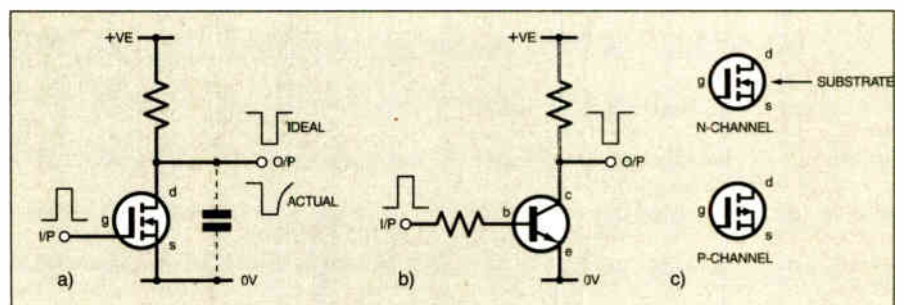 +VE
IDEAL
O/P
ACTUAL
d
g
I/P
s
0V
a)
+VE
O/P
c
b
I/P
e
0V
b)
d
g
SUBSTRATE
s
N-CHANNEL
d
g
s
P-CHANNEL
c)